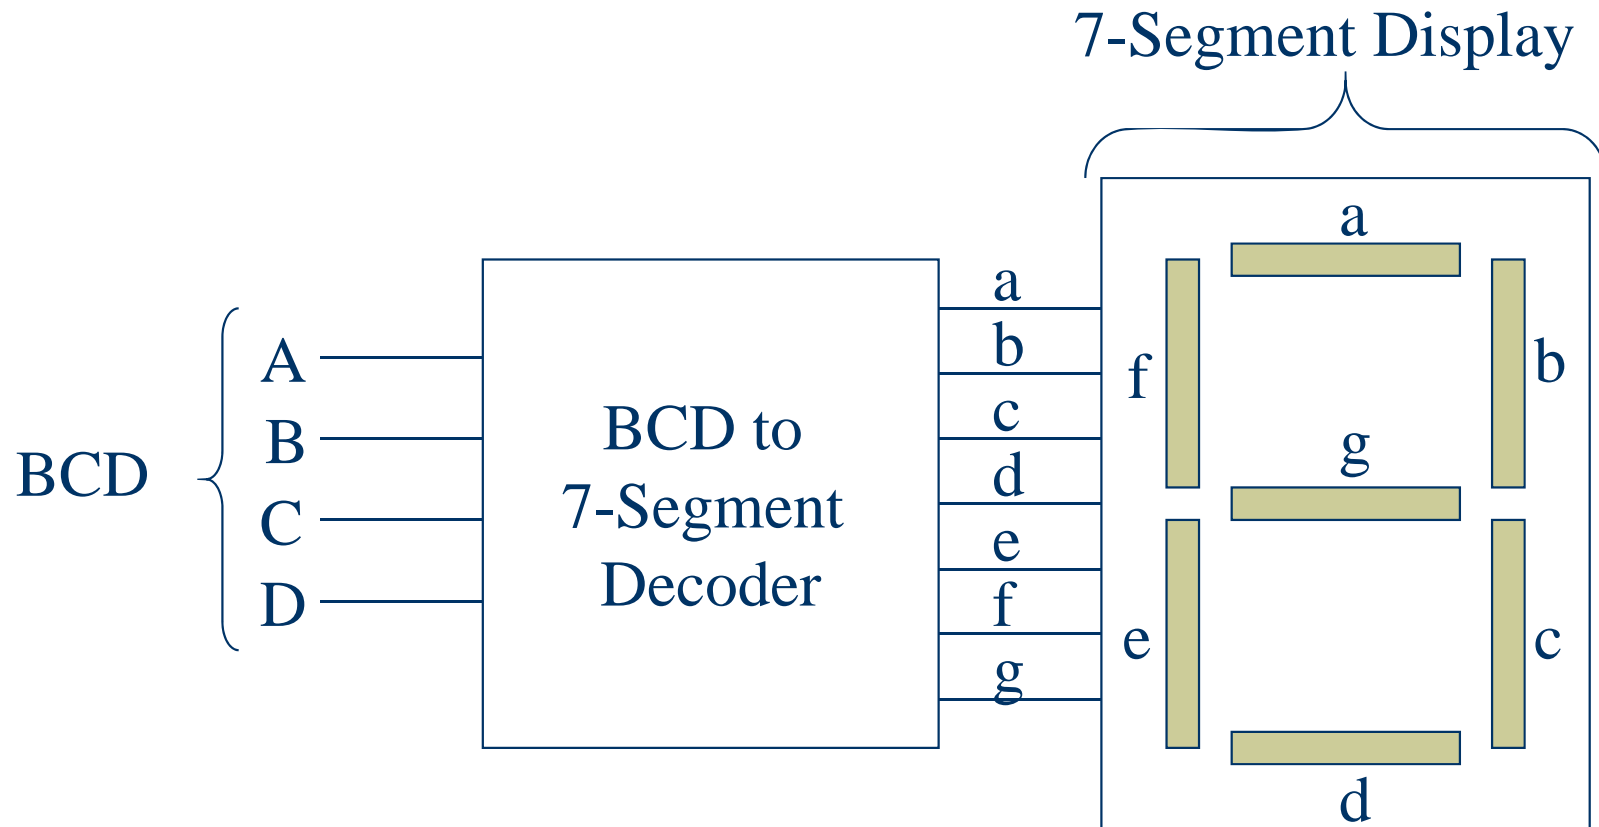 7-Segment Display
BCD
A
B
C
D
BCD to
7-Segment
Decoder
a
b
c
d
e
f
g
a
f
b
g
e
c
d